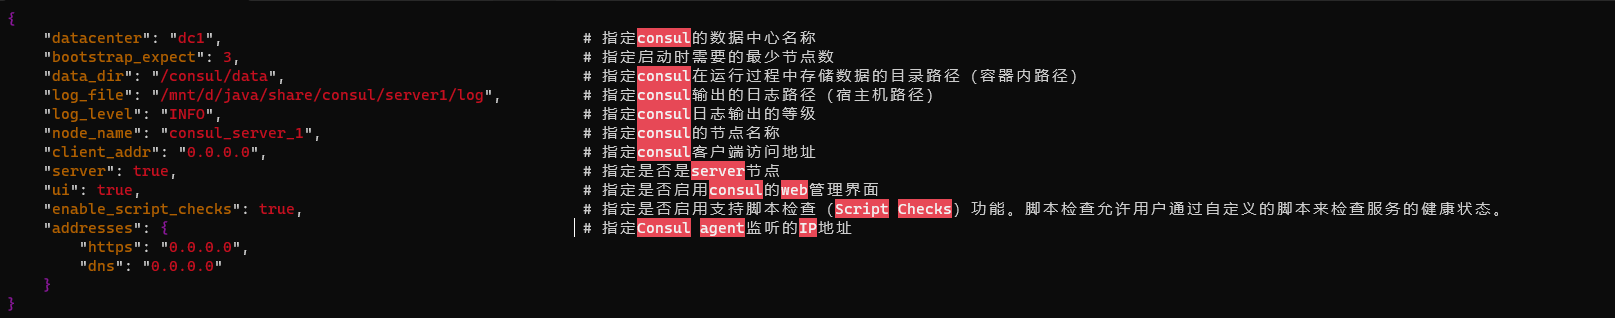 {
    "datacenter": "dc1",                                        # 指定consul的数据中心名称
    "bootstrap_expect": 3,                                      # 指定启动时需要的最少节点数
    "data_dir": "/consul/data",                                 # 指定consul在运行过程中存储数据的目录路径 (容器内路径)
    "log_file": "/mnt/d/java/share/consul/server1/log",         # 指定consul输出的日志路径 (宿主机路径)
    "log_level": "INFO",                                        # 指定consul日志输出的等级
    "node_name": "consul_server_1",                             # 指定consul的节点名称
    "client_addr": "0.0.0.0",                                   # 指定consul客户端访问地址
    "server": true,                                             # 指定是否是server节点
    "ui": true,                                                 # 指定是否启用consul的web管理界面
    "enable_script_checks": true,                               # 指定是否启用支持脚本检查 (Script Checks) 功能。脚本检查允许用户通过自定义的脚本来检查服务的健康状态。
    "addresses": {                                              # 指定Consul agent监听的IP地址
        "https": "0.0.0.0",
        "dns": "0.0.0.0"
    }
}